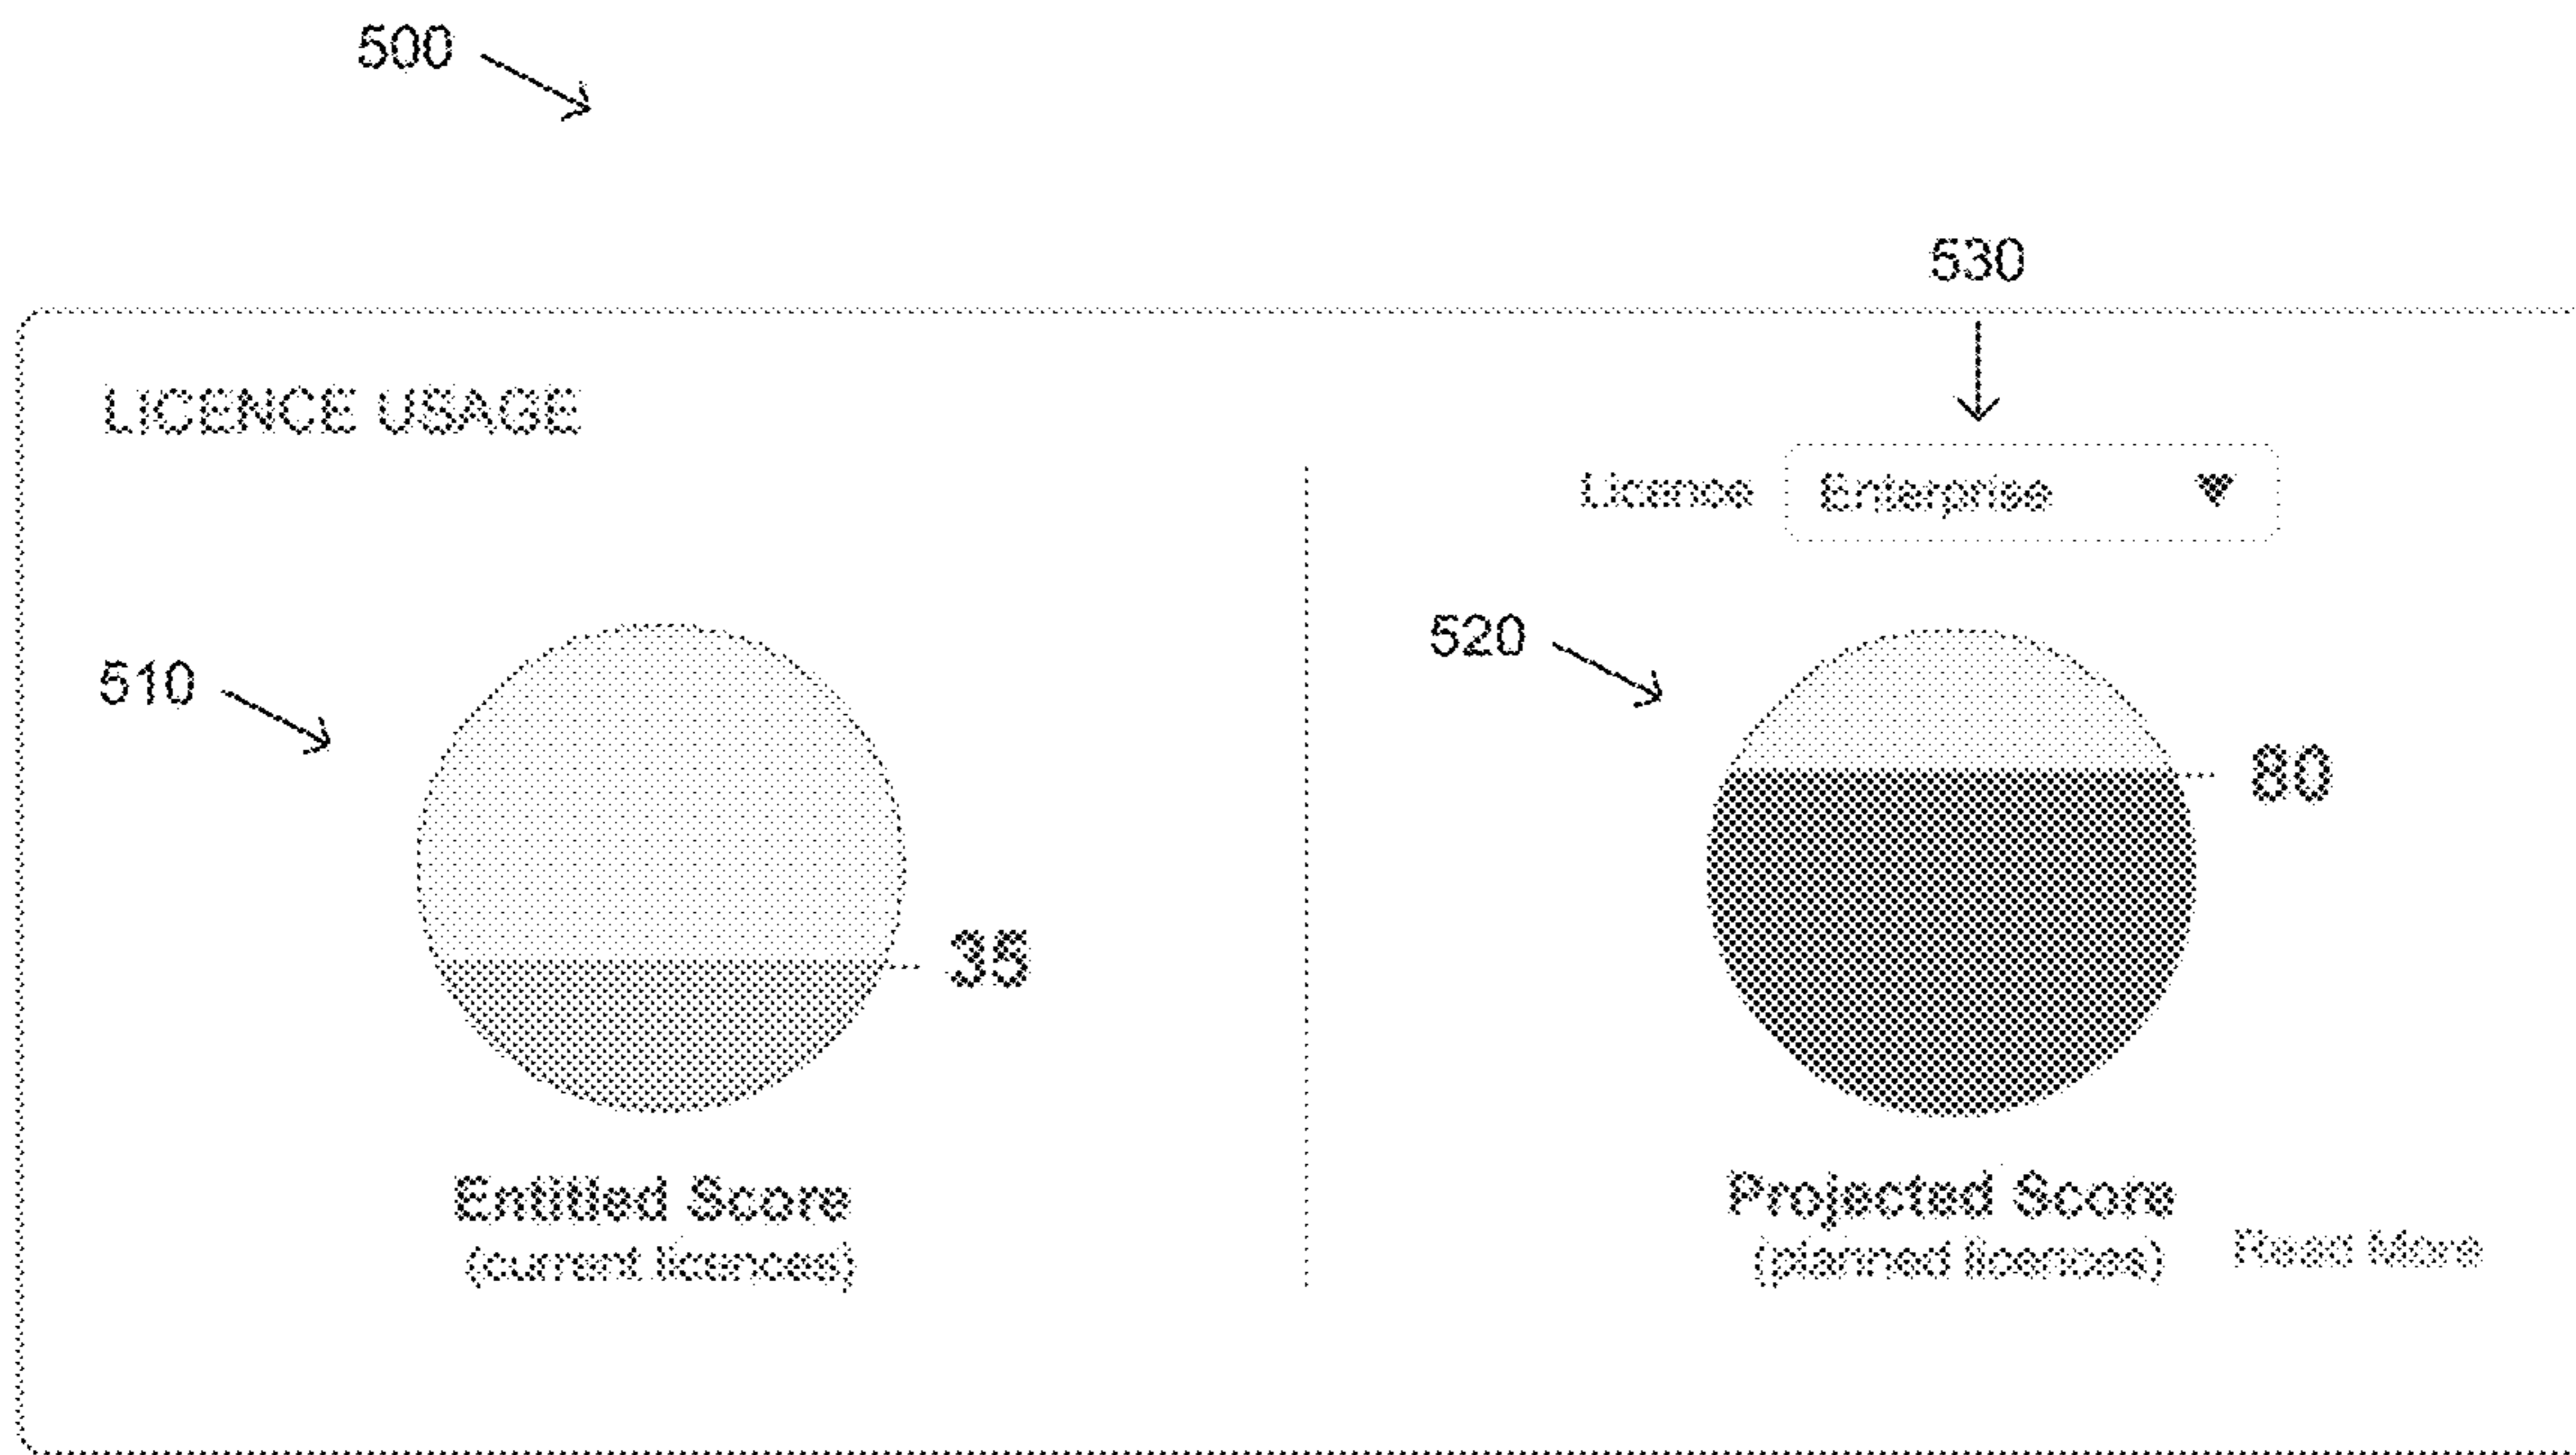 500
530
LICENCE USAGE
Licence Enterprise
520
510
80
35
Entitled Score
(current licences)
Projected Score
(planned licences)
Read More